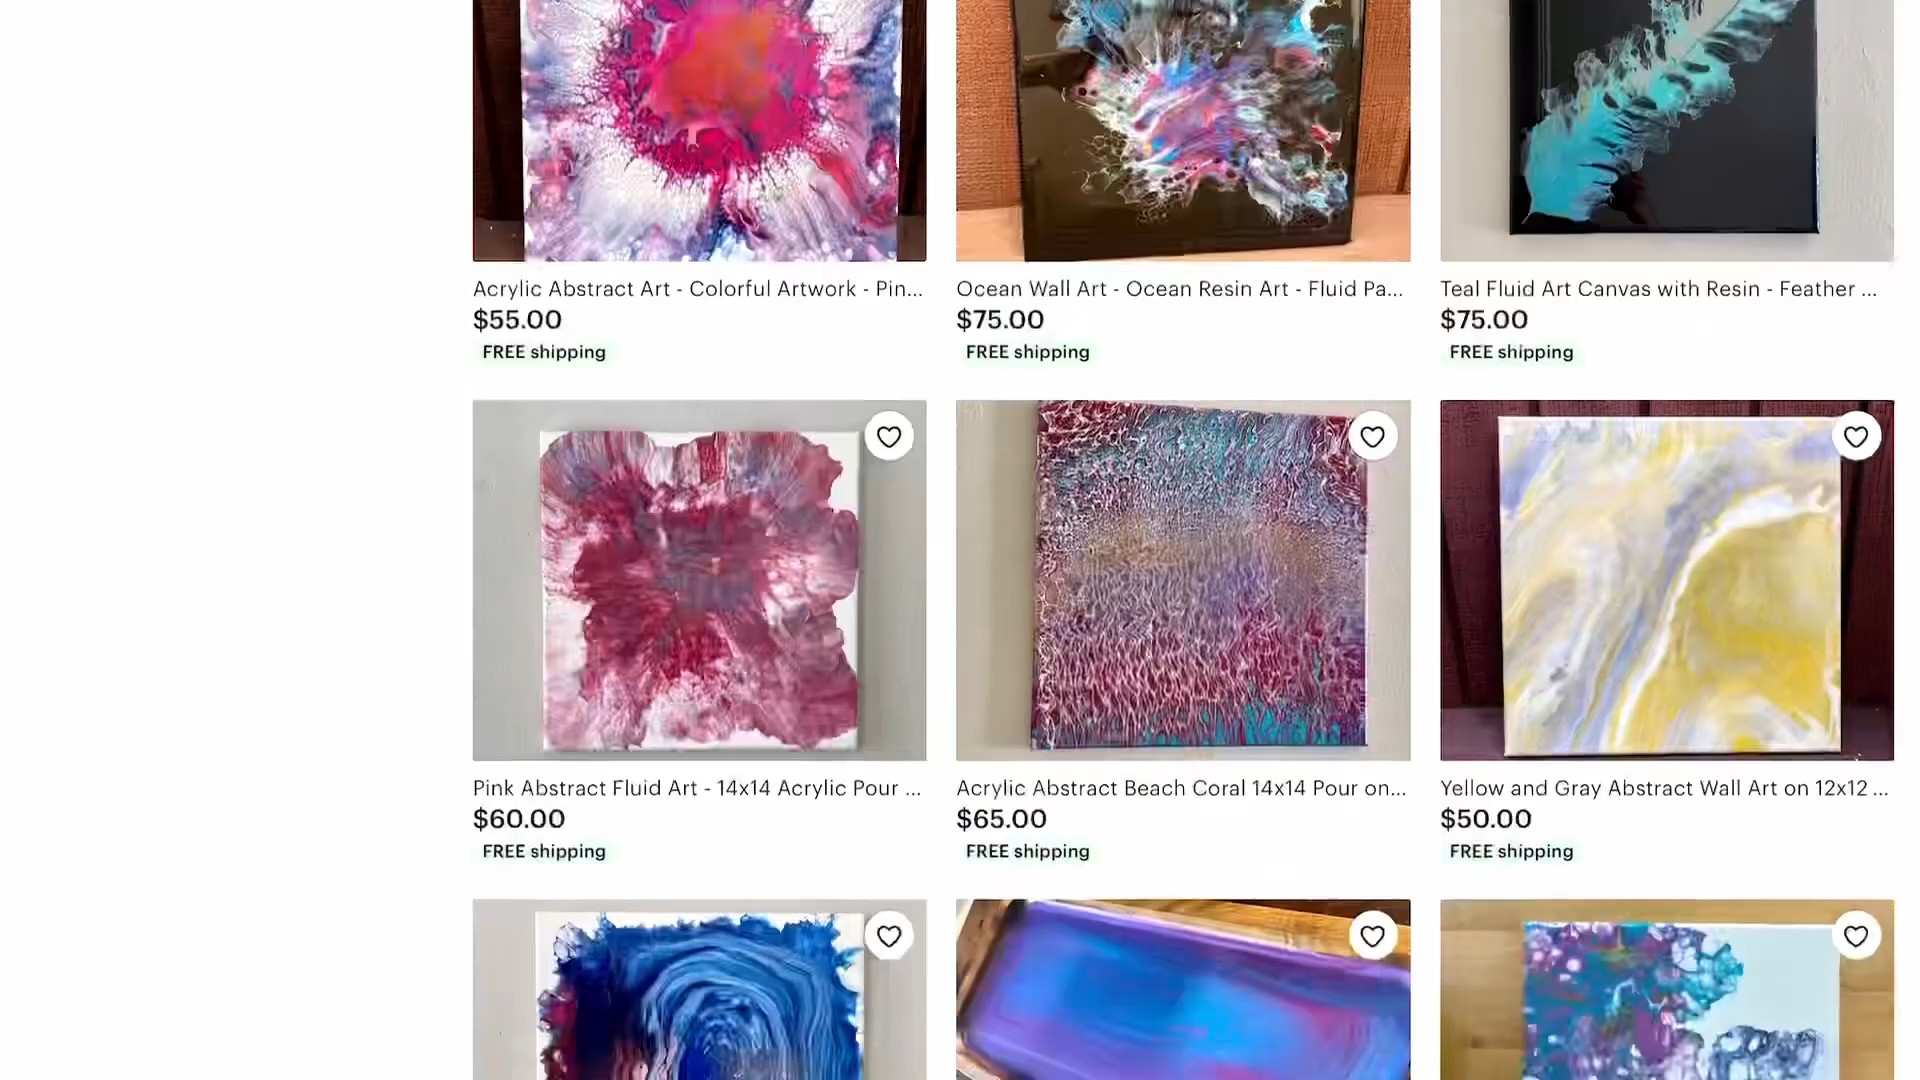 Acrylic Abstract Art - Colorful Artwork - Pin...
$55.00
FREE shipping
Ocean Wall Art - Ocean Resin Art - Fluid Pa...
$75.00
FREE shipping
Teal Fluid Art Canvas with Resin - Feather ...
$75.00
FREE shipping
Pink Abstract Fluid Art - 14x14 Acrylic Pour ...
$60.00
FREE shipping
Acrylic Abstract Beach Coral 14x14 Pour on...
$65.00
FREE shipping
Yellow and Gray Abstract Wall Art on 12x12 ...
$50.00
FREE shipping